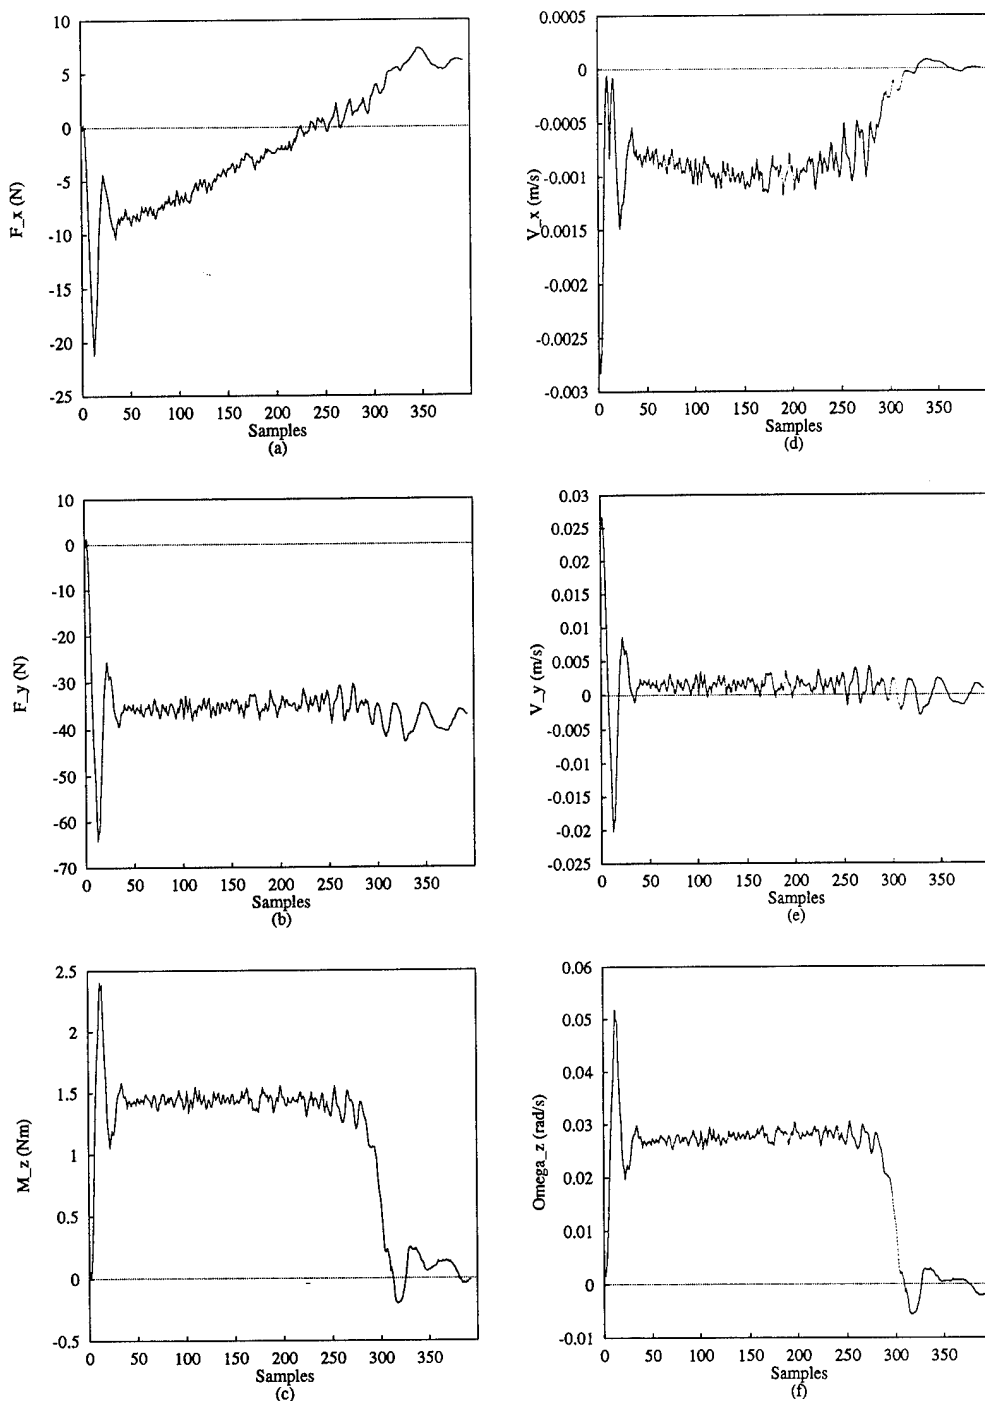 10
5
0
-5
-10
-15
-20
-25
F_x (N)
0 50 100 150 200 250 300 350
Samples
(a)
0.0005
0
-0.0005
-0.001
-0.0015
-0.002
-0.0025
-0.003
V_x (m/s)
0 50 100 150 200 250 300 350
Samples
(d)
10
0
-10
-20
-30
-40
-50
-60
-70
F_y (N)
0 50 100 150 200 250 300 350
Samples
(b)
0.03
0.025
0.02
0.015
0.01
0.005
0
-0.005
-0.01
-0.015
-0.02
-0.025
V_y (m/s)
0 50 100 150 200 250 300 350
Samples
(e)
2.5
2
1.5
1
0.5
0
-0.5
M_z (Nm)
0 50 100 150 200 250 300 350
Samples
(c)
0.06
0.05
0.04
0.03
0.02
0.01
0
-0.01
Omega_z (rad/s)
0 50 100 150 200 250 300 350
Samples
(f)